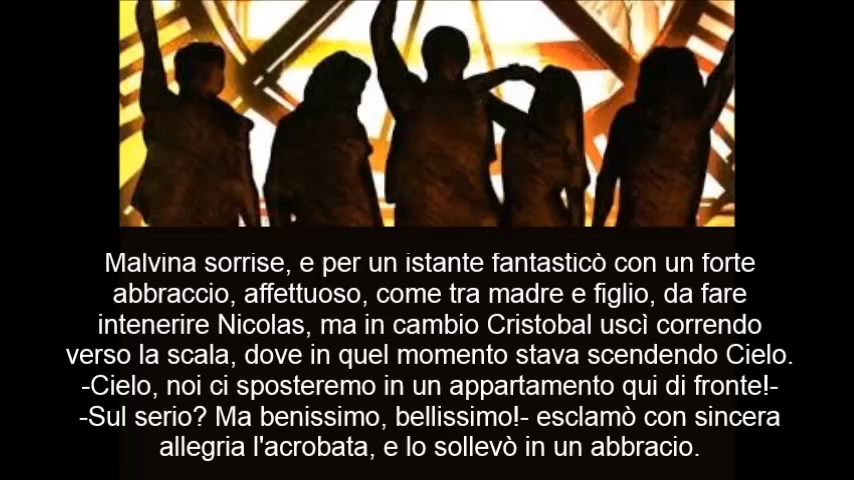 Malvina sorrise, e per un istante fantasticò con un forte
abbraccio, affettuoso, come tra madre e figlio, da fare
intenerire Nicolas, ma in cambio Cristobal uscì correndo
verso la scala, dove in quel momento stava scendendo Cielo.
-Cielo, noi ci sposteremo in un appartamento qui di fronte!-
-Sul serio? Ma benissimo, bellissimo!- esclamò con sincera
allegria l'acrobata, e lo sollevò in un abbracio.